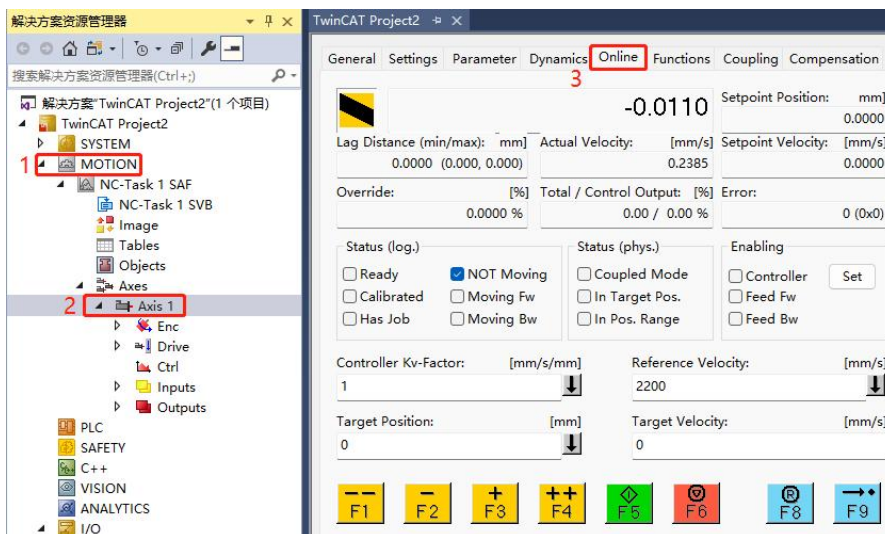 解决方案资源管理器
搜索解决方案资源管理器(Ctrl+;)
解决方案"TwinCAT Project2"(1 个项目)
TwinCAT Project2
SYSTEM
1 MOTION
NC-Task 1 SAF
NC-Task 1 SVB
Image
Tables
Objects
Axes
2 Axis 1
Enc
Drive
Ctrl
Inputs
Outputs
PLC
SAFETY
C++
VISION
ANALYTICS
I/O
TwinCAT Project2
General Settings Parameter Dynamics Online Functions Coupling Compensation
3
-0.0110
Setpoint Position: mm]
0.0000
Lag Distance (min/max): mm] Actual Velocity: [mm/s] Setpoint Velocity: [mm/s]
0.0000 (0.000, 0.000) 0.2385 0.0000
Override: [%] Total / Control Output: [%] Error:
0.0000 % 0.00 / 0.00 % 0 (0x0)
Status (log.) Status (phys.) Enabling
Ready NOT Moving Coupled Mode Controller Set
Calibrated Moving Fw In Target Pos. Feed Fw
Has Job Moving Bw In Pos. Range Feed Bw
Controller Kv-Factor: [mm/s/mm] Reference Velocity: [mm/s]
1 2200
Target Position: [mm] Target Velocity: [mm/s]
0 0
-- - + ++ R
F1 F2 F3 F4 F5 F6 F8 F9